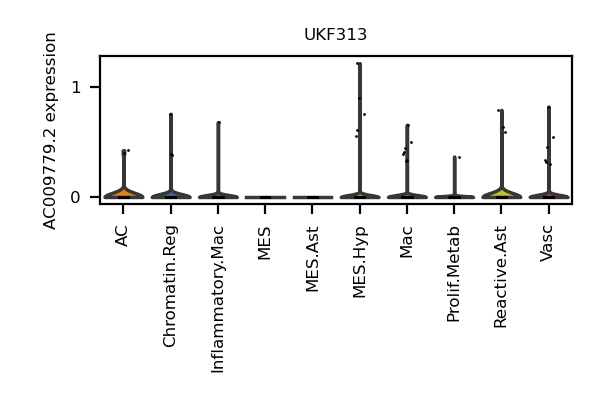 UKF313
AC009779.2 expression
1
0
AC
Chromatin.Reg
Inflammatory.Mac
MES
MES.Ast
MES.Hyp
Mac
Prolif.Metab
Reactive.Ast
Vasc